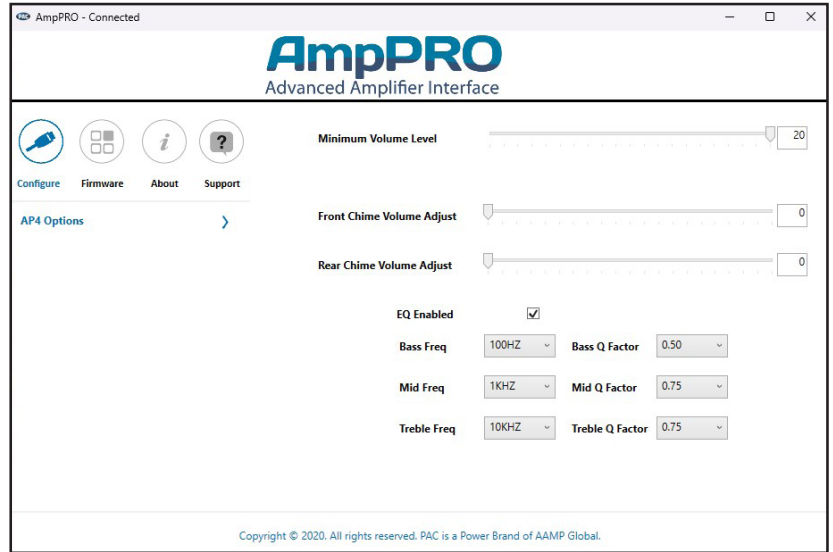 PAC AmpPRO - Connected
AmpPRO
Advanced Amplifier Interface
Configure Firmware About Support
AP4 Options
Minimum Volume Level 20
Front Chime Volume Adjust 0
Rear Chime Volume Adjust 0
EQ Enabled
Bass Freq 100HZ Bass Q Factor 0.50
Mid Freq 1KHZ Mid Q Factor 0.75
Treble Freq 10KHZ Treble Q Factor 0.75
Copyright © 2020. All rights reserved. PAC is a Power Brand of AAMP Global.